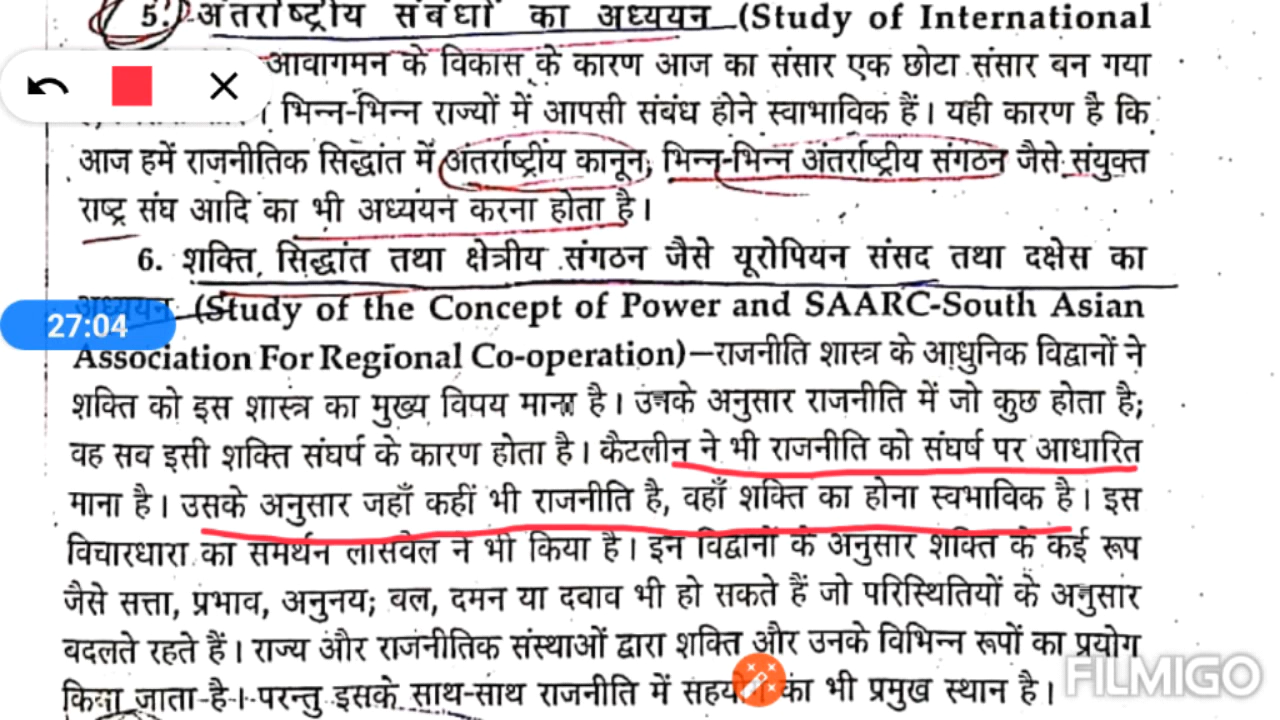 5. अंतर्राष्ट्रीय संबंधों का अध्ययन (Study of International
आवागमन के विकास के कारण आज का संसार एक छोटा संसार बन गया
भिन्न-भिन्न राज्यों में आपसी संबंध होने स्वाभाविक हैं। यही कारण है कि
आज हमें राजनीतिक सिद्धांत में अंतर्राष्ट्रीय कानून, भिन्न-भिन्न अंतर्राष्ट्रीय संगठन जैसे संयुक्त
राष्ट्र संघ आदि का भी अध्ययन करना होता है।
6. शक्ति सिद्धांत तथा क्षेत्रीय संगठन जैसे यूरोपियन संसद तथा दक्षेस का
अध्ययन (Study of the Concept of Power and SAARC-South Asian
27:04
Association For Regional Co-operation)—राजनीति शास्त्र के आधुनिक विद्वानों ने
शक्ति को इस शास्त्र का मुख्य विषय माना है। उनके अनुसार राजनीति में जो कुछ होता है;
वह सब इसी शक्ति संघर्ष के कारण होता है। कैटलीन ने भी राजनीति को संघर्ष पर आधारित
माना है। उसके अनुसार जहाँ कहीं भी राजनीति है, वहाँ शक्ति का होना स्वभाविक है। इस
विचारधारा का समर्थन लासवेल ने भी किया है। इन विद्वानों के अनुसार शक्ति के कई रूप
जैसे सत्ता, प्रभाव, अनुनय; बल, दमन या दबाव भी हो सकते हैं जो परिस्थितियों के अनुसार
बदलते रहते हैं। राज्य और राजनीतिक संस्थाओं द्वारा शक्ति और उनके विभिन्न रूपों का प्रयोग
किया जाता है। परन्तु इसके साथ-साथ राजनीति में का भी प्रमुख स्थान है।
FILMIGO